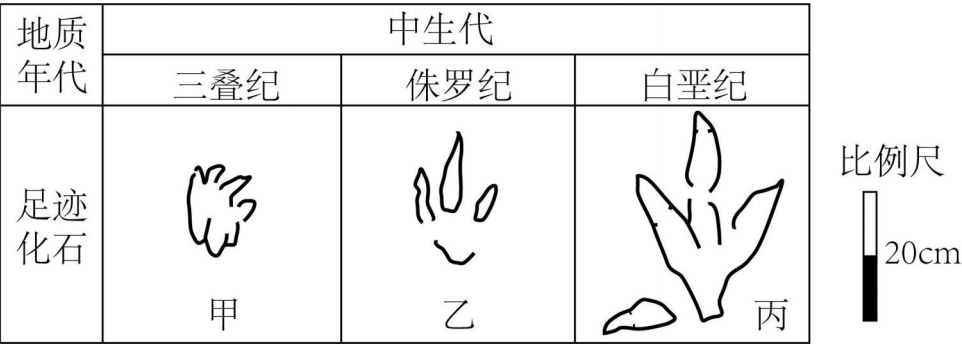 地质
年代
中生代
三叠纪
侏罗纪
白垩纪
足迹
化石
甲
乙
丙
比例尺
20cm